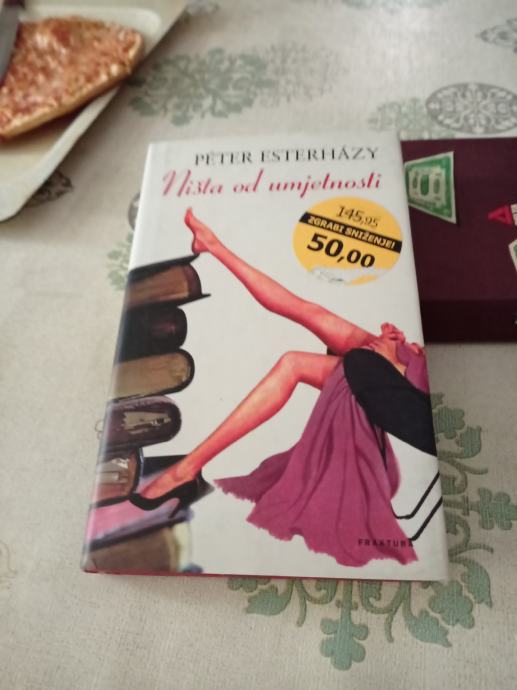 PÉTER ESTERHÁZY
Ništa od umjetnosti
145,95
ZGRABI SNIŽENJE!
50,00
FRAKTURA